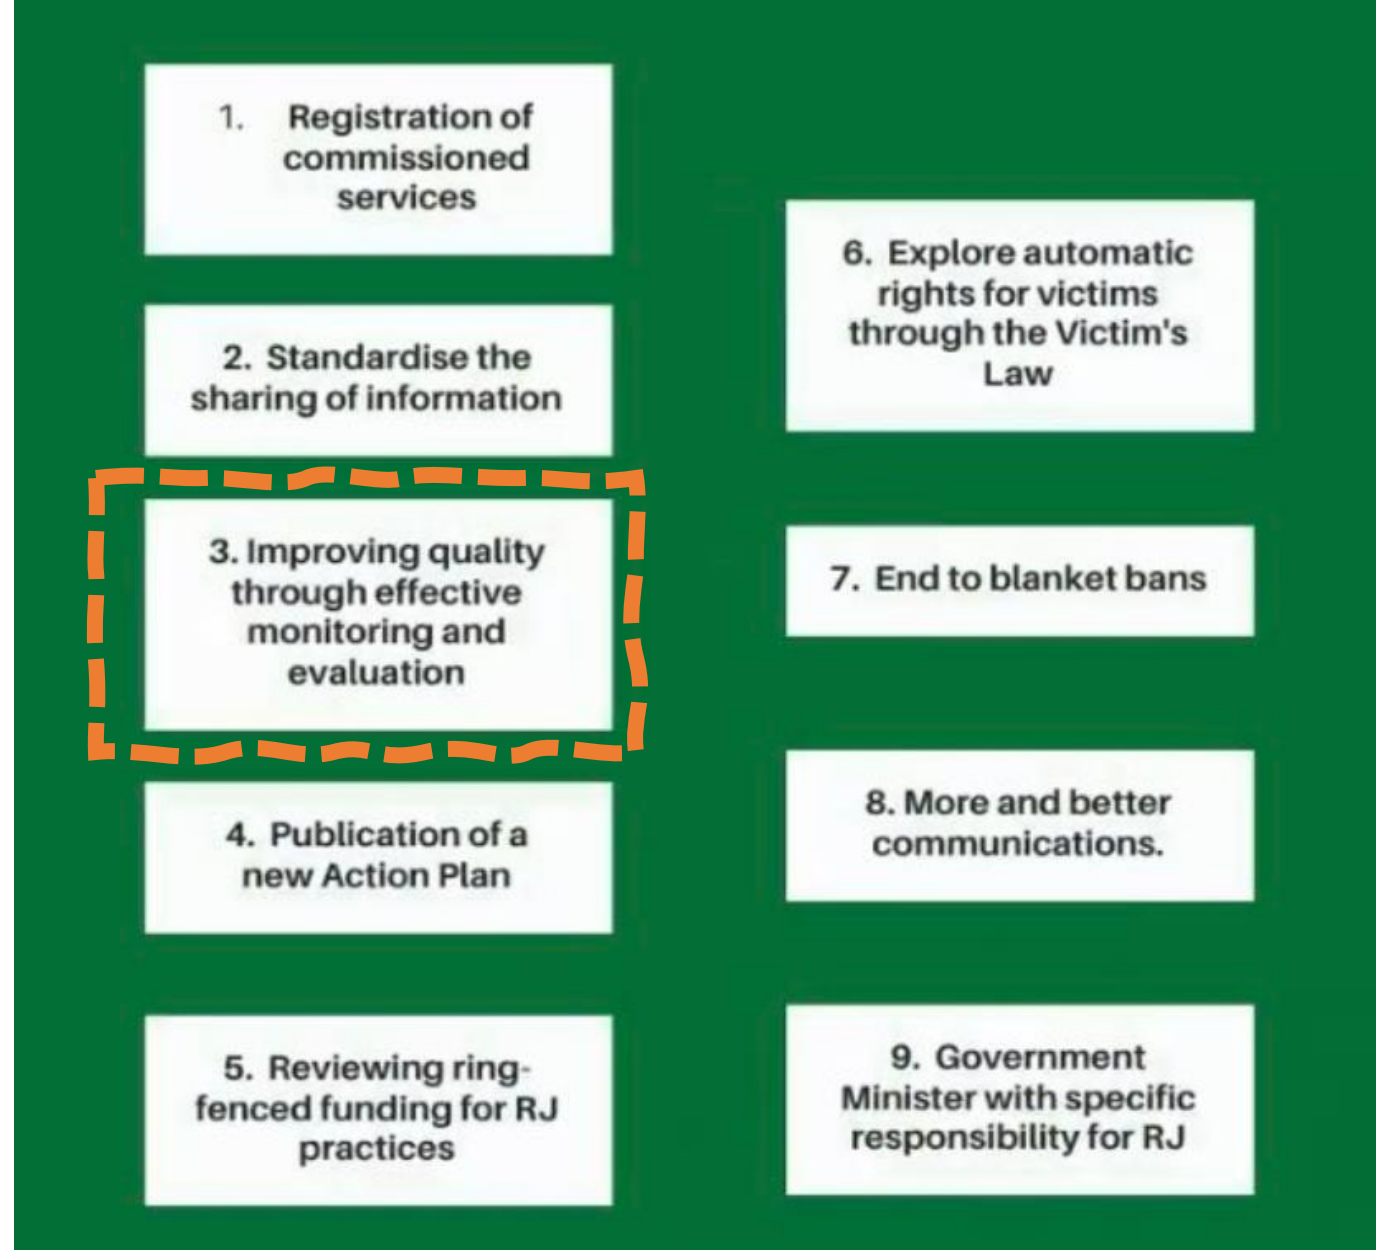 1. Registration of
commissioned
services
2. Standardise the
sharing of information
3. Improving quality
through effective
monitoring and
evaluation
4. Publication of a
new Action Plan
5. Reviewing ring-
fenced funding for RJ
practices
6. Explore automatic
rights for victims
through the Victim's
Law
7. End to blanket bans
8. More and better
communications.
9. Government
Minister with specific
responsibility for RJ